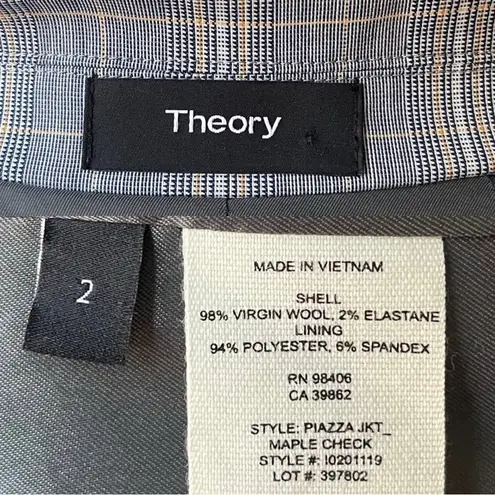 Theory
2
MADE IN VIETNAM
SHELL
98% VIRGIN WOOL, 2% ELASTANE
LINING
94% POLYESTER, 6% SPANDEX
RN 98406
CA 39862
STYLE: PIAZZA JKT_
MAPLE CHECK
STYLE #: I0201119
LOT #: 397802